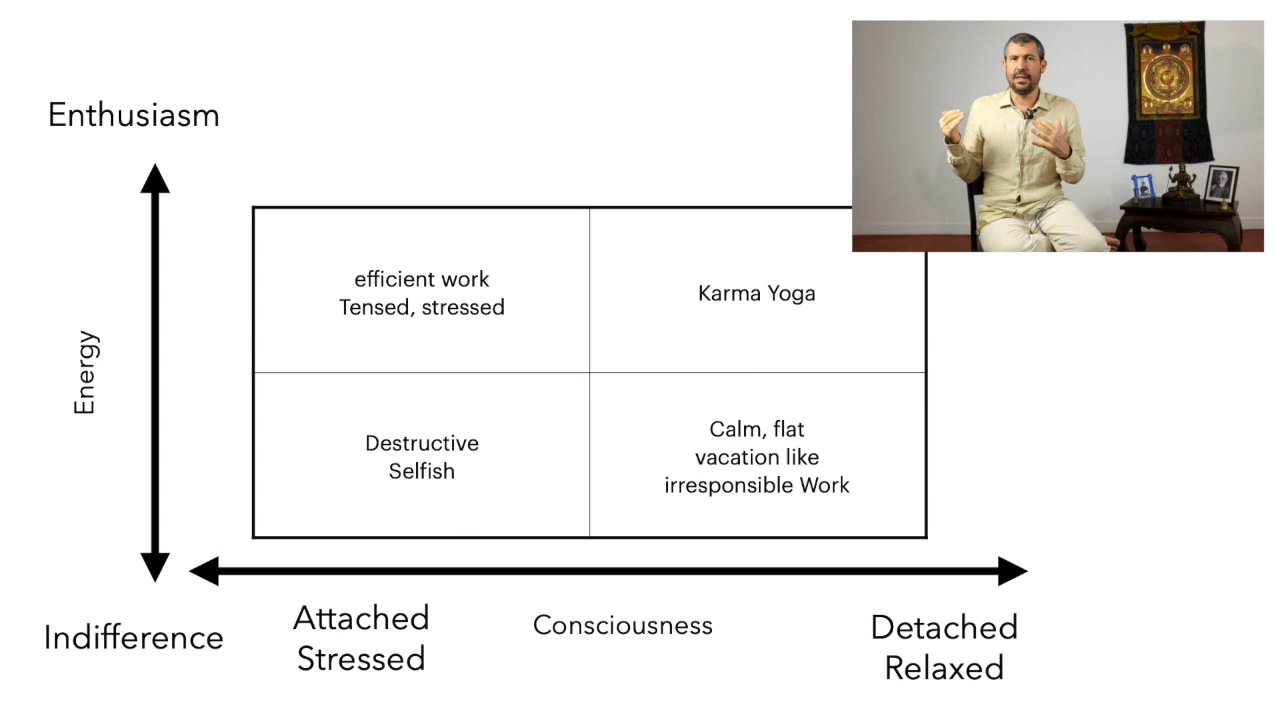 Enthusiasm
Energy
efficient work
Tensed, stressed
Karma Yoga
Destructive
Selfish
Calm, flat
vacation like
irresponsible Work
Indifference
Attached
Stressed
Consciousness
Detached
Relaxed